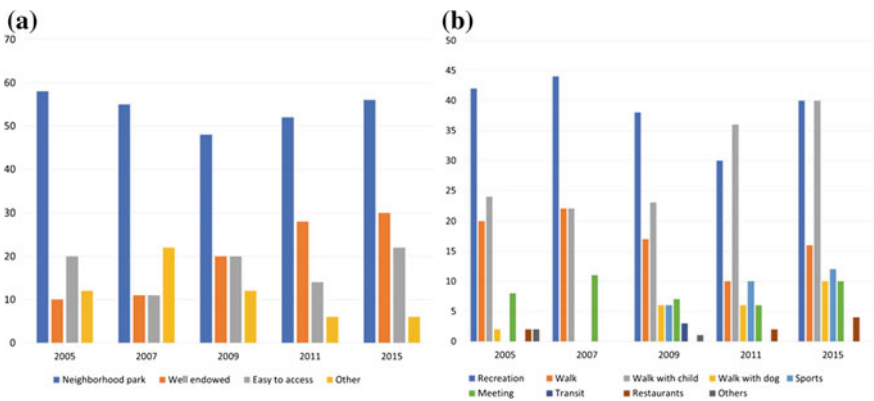 (a)
70
60
50
40
30
20
10
0
2005 2007 2009 2011 2015
Neighborhood park Well endowed Easy to access Other
(b)
50
45
40
35
30
25
20
15
10
5
0
2005 2007 2009 2011 2015
Recreation Walk Walk with child Walk with dog Sports
Meeting Transit Restaurants Others